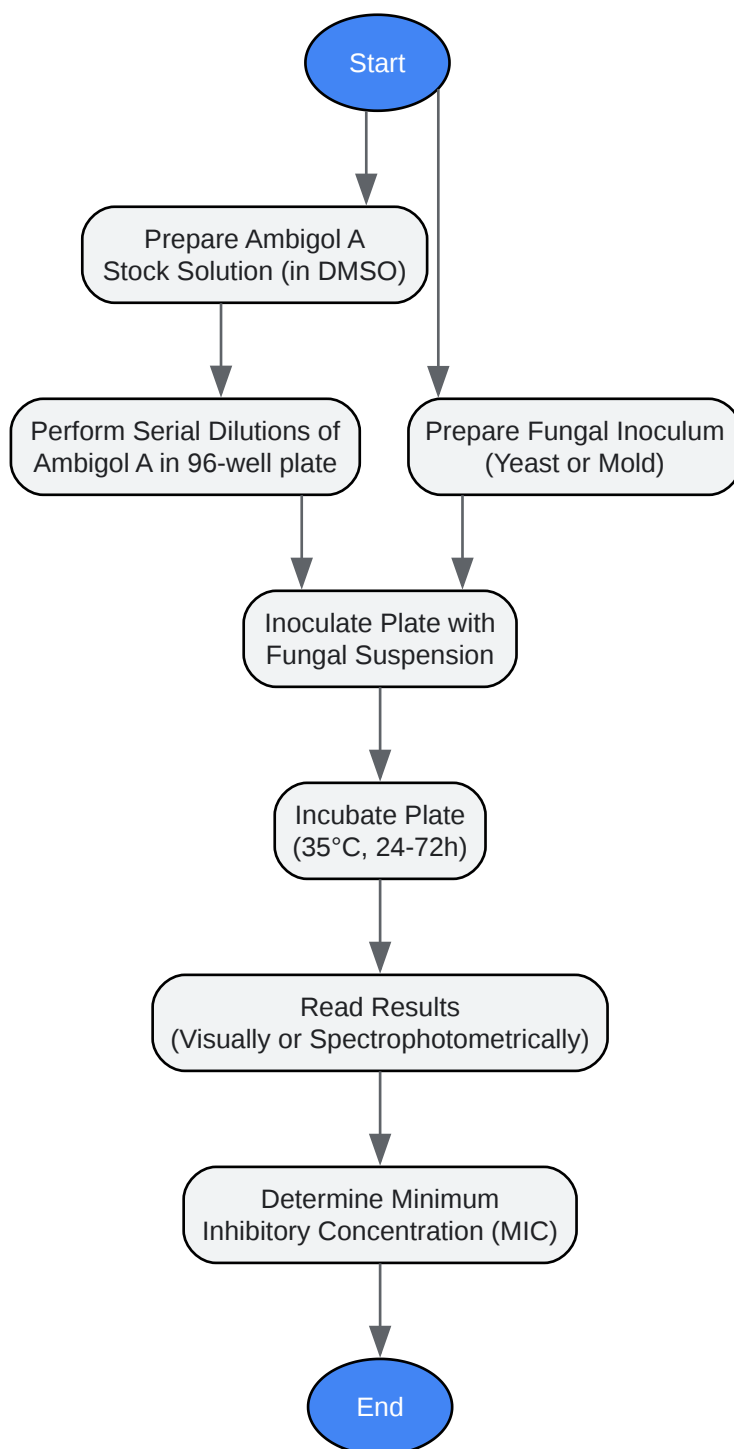 Start
Prepare Ambigol A
Stock Solution (in DMSO)
Perform Serial Dilutions of
Ambigol A in 96-well plate
Prepare Fungal Inoculum
(Yeast or Mold)
Inoculate Plate with
Fungal Suspension
Incubate Plate
(35°C, 24-72h)
Read Results
(Visually or Spectrophotometrically)
Determine Minimum
Inhibitory Concentration (MIC)
End